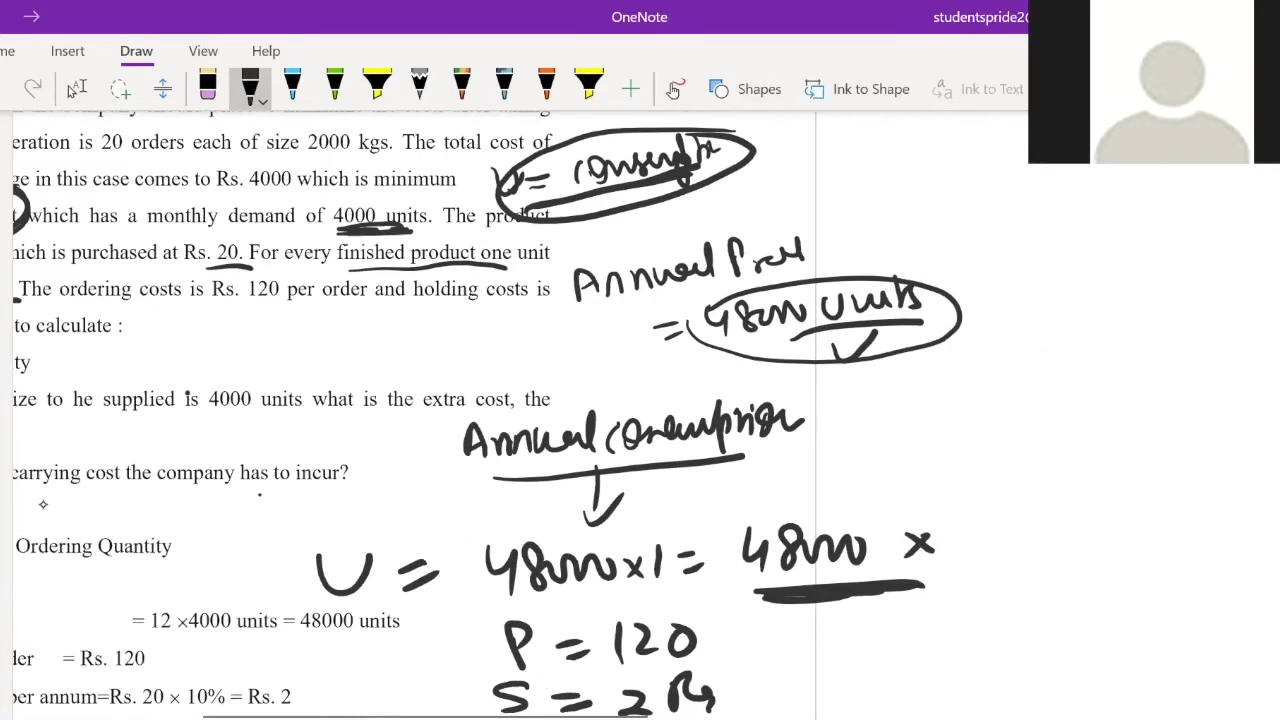 OneNote
studentspride2@
me Insert Draw View Help
Shapes Ink to Shape Ink to Text
eration is 20 orders each of size 2000 kgs. The total cost of
ge in this case comes to Rs. 4000 which is minimum
t which has a monthly demand of 4000 units. The product
hich is purchased at Rs. 20. For every finished product one unit
The ordering costs is Rs. 120 per order and holding costs is
to calculate :
ty
ize to he supplied is 4000 units what is the extra cost, the
carrying cost the company has to incur?
Ordering Quantity
= 12 ×4000 units = 48000 units
der = Rs. 120
per annum=Rs. 20 × 10% = Rs. 2
Annual Prod
= 48000 units
Annual Consumption
U = 48000 × 1 = 48000 ×
P = 120
S = 2 Rs